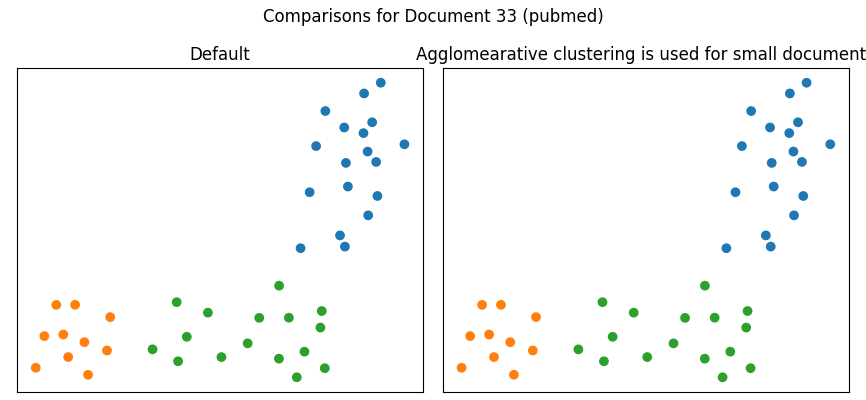 Comparisons for Document 33 (pubmed)
Default
Agglomearative clustering is used for small document